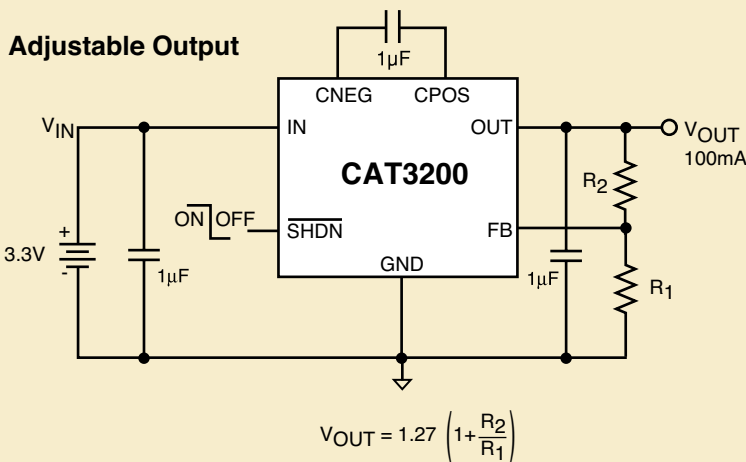 Adjustable Output
1µF
CNEG CPOS
VIN
IN
OUT
VOUT
100mA
CAT3200
R2
ON OFF
SHDN
FB
3.3V
+
-
1µF
GND
1µF
R1
VOUT = 1.27 (1+R2/R1)